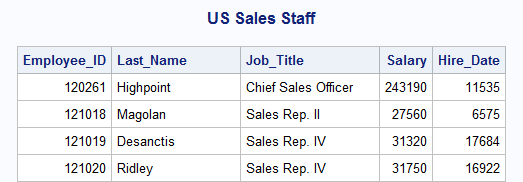 US Sales Staff
Employee_ID Last_Name Job_Title Salary Hire_Date
120261 Highpoint Chief Sales Officer 243190 11535
121018 Magolan Sales Rep. II 27560 6575
121019 Desanctis Sales Rep. IV 31320 17684
121020 Ridley Sales Rep. IV 31750 16922